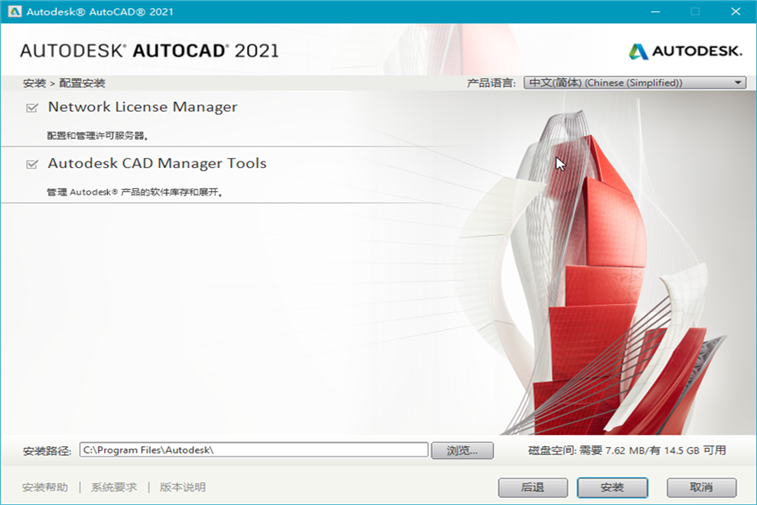 Autodesk® AutoCAD® 2021
AUTODESK® AUTOCAD® 2021
AUTODESK.
安装 > 配置安装
产品语言: 中文(简体) (Chinese (Simplified))
Network License Manager
配置和管理许可服务器。
Autodesk CAD Manager Tools
管理 Autodesk® 产品的软件库存和展开。
安装路径: C:\Program Files\Autodesk\ 浏览... 磁盘空间: 需要 7.62 MB/有 14.5 GB 可用
安装帮助 | 系统要求 | 版本说明 后退 安装 取消